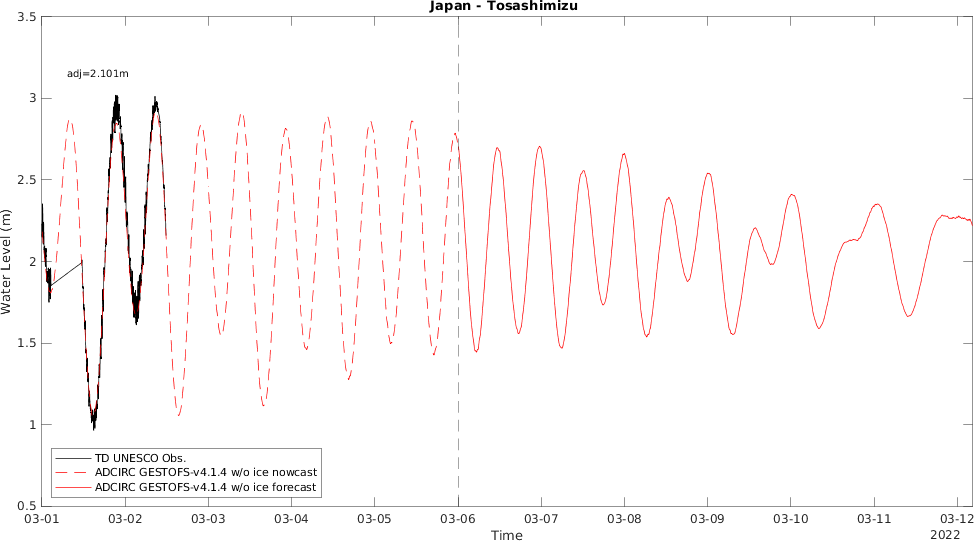 Japan - Tosashimizu
3.5
adj=2.101m
3
2.5
Water Level (m)
2
1.5
1
TD UNESCO Obs.
ADCIRC GESTOFS-v4.1.4 w/o ice nowcast
ADCIRC GESTOFS-v4.1.4 w/o ice forecast
0.5
03-01 03-02 03-03 03-04 03-05 03-06 03-07 03-08 03-09 03-10 03-11 03-12
Time 2022